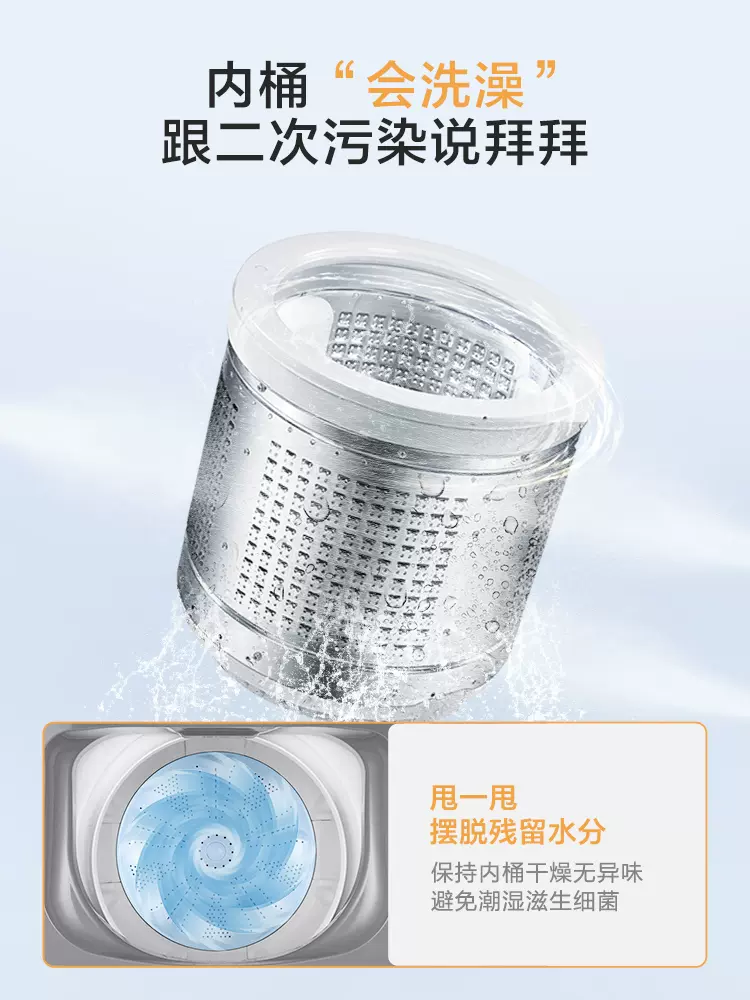 内桶“会洗澡”
跟二次污染说拜拜
甩一甩
摆脱残留水分
保持内桶干燥无异味
避免潮湿滋生细菌